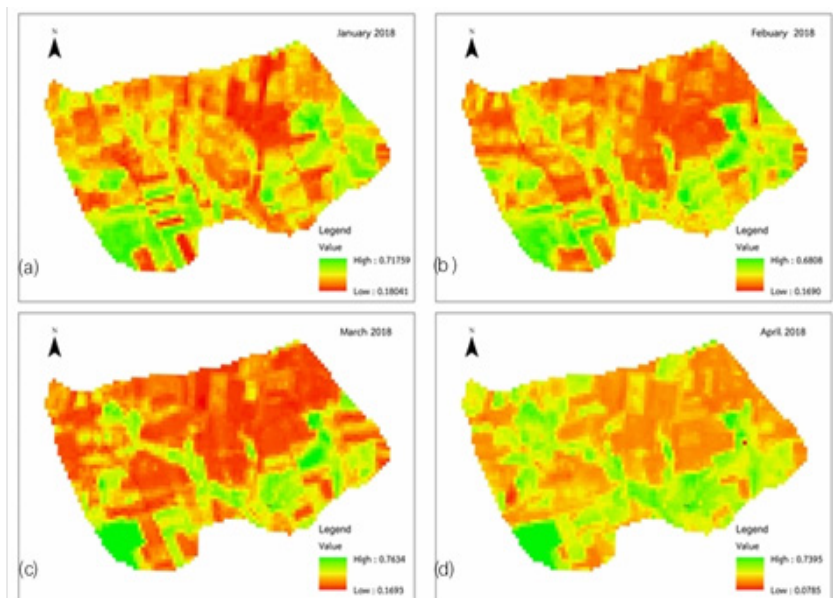 N
January 2018
Legend
Value
High : 0.71759
Low : 0.18041
(a)
N
Febuary 2018
Legend
Value
High : 0.6808
Low : 0.1690
(b )
N
March 2018
Legend
Value
High : 0.7634
Low : 0.1693
(c)
N
April 2018
Legend
Value
High : 0.7395
Low : 0.0785
(d)